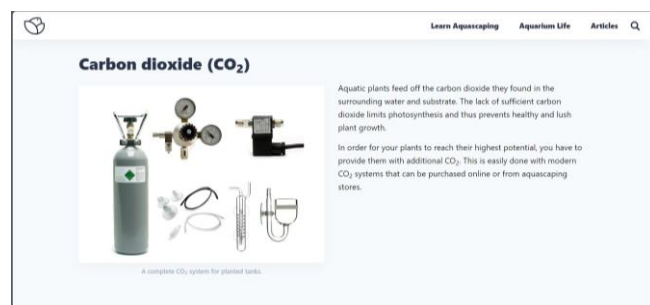 Learn Aquascaping Aquarium Life Articles
Carbon dioxide (CO₂)
Aquatic plants feed off the carbon dioxide they found in the
surrounding water and substrate. The lack of sufficient carbon
dioxide limits photosynthesis and thus prevents healthy and lush
plant growth.
In order for your plants to reach their highest potential, you have to
provide them with additional CO₂. This is easily done with modern
CO₂ systems that can be purchased online or from aquascaping
stores.
A complete CO₂ system for planted tanks.